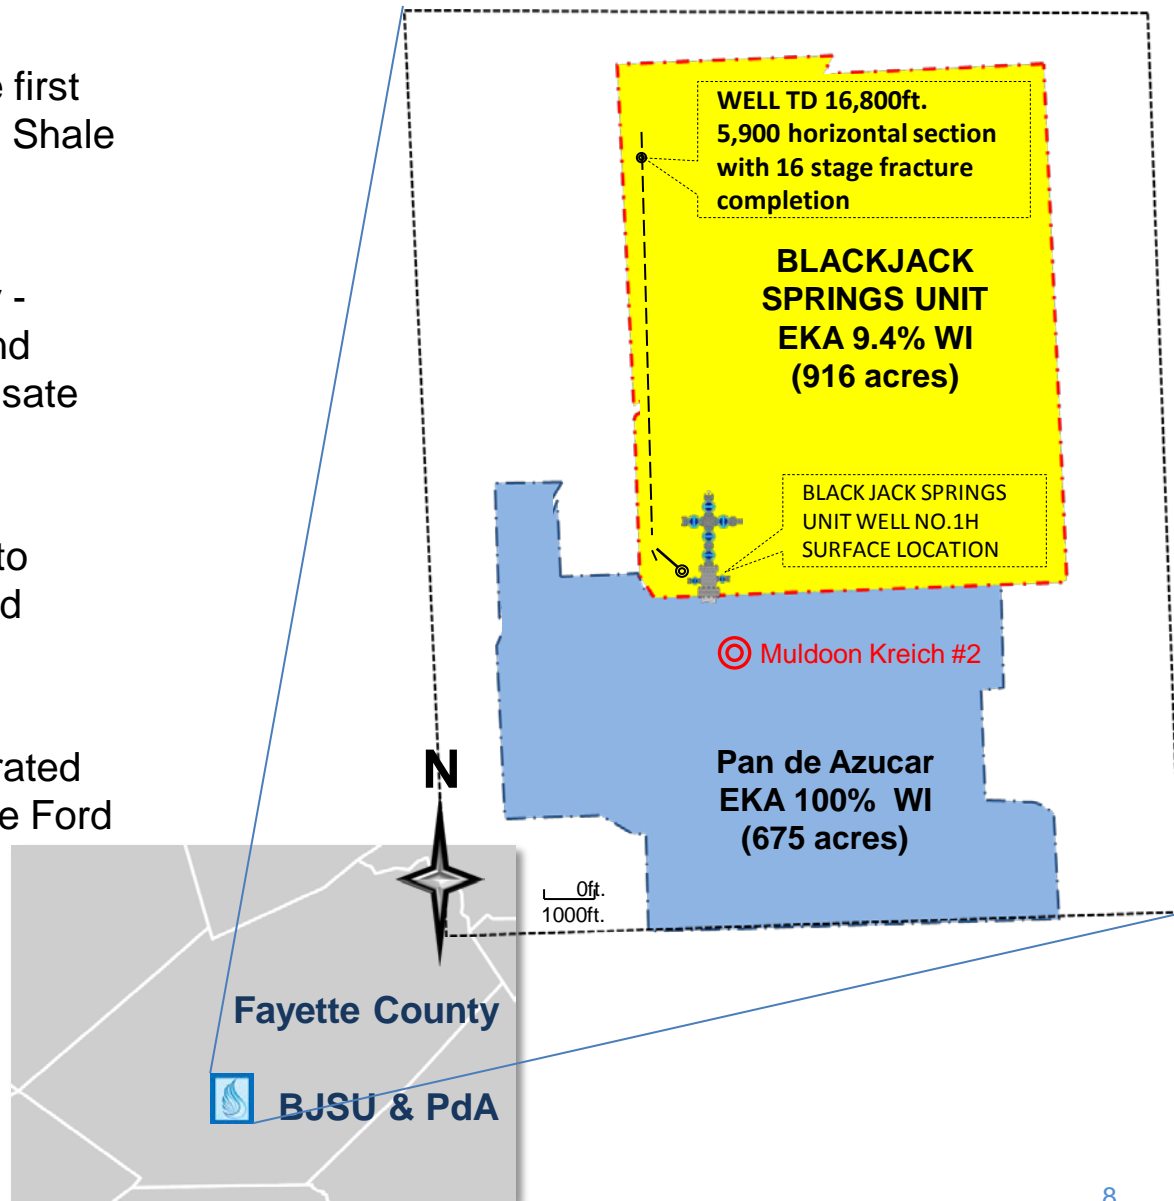 e first
Shale
WELL TD 16,800ft.
5,900 horizontal section
with 16 stage fracture
completion
BLACKJACK
SPRINGS UNIT
EKA 9.4% WI
(916 acres)
-
nd
sate
BLACK JACK SPRINGS
UNIT WELL NO.1H
SURFACE LOCATION
to
d
Muldoon Kreich #2
rated
e Ford
Pan de Azucar
EKA 100% WI
(675 acres)
N
0ft.
1000ft.
Fayette County
BJSU & PdA
8